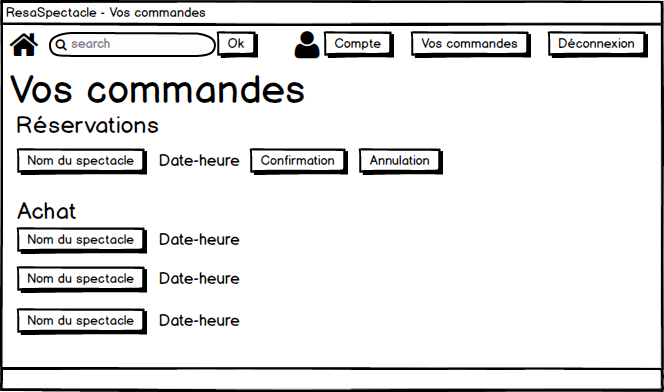 ResaSpectacle - Vos commandes
search Ok Compte Vos commandes Déconnexion
Vos commandes
Réservations
Nom du spectacle Date-heure Confirmation Annulation
Achat
Nom du spectacle Date-heure
Nom du spectacle Date-heure
Nom du spectacle Date-heure